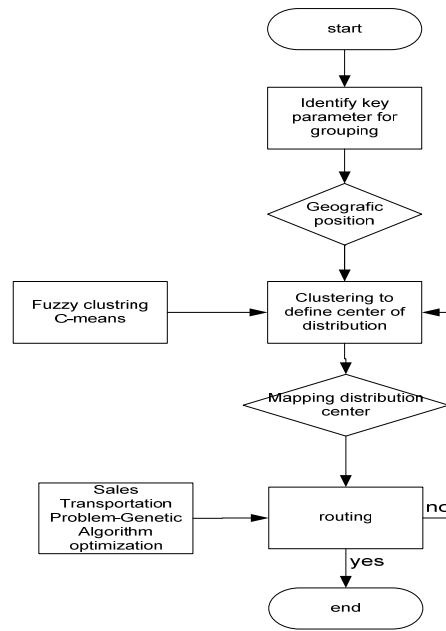 start
Identify key
parameter for
grouping
Geografic
position
Fuzzy clustring
C-means
Clustering to
define center of
distribution
Mapping distribution
center
Sales
Transportation
Problem-Genetic
Algorithm
optimization
routing
no
yes
end